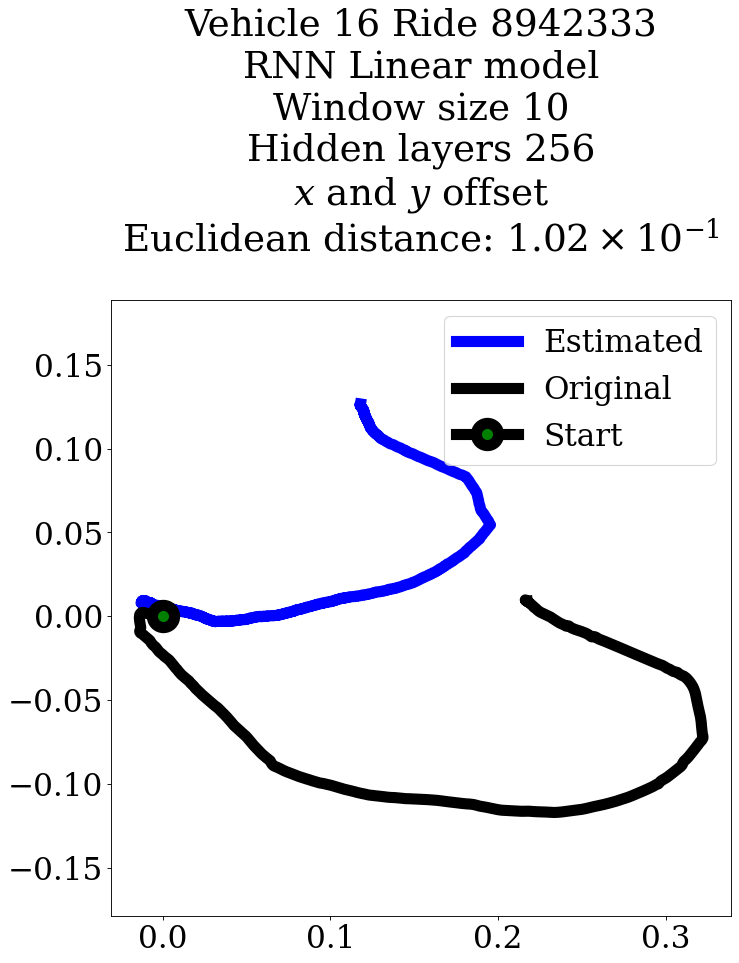 Vehicle 16 Ride 8942333
RNN Linear model
Window size 10
Hidden layers 256
x and y offset
Euclidean distance: 1.02 × 10⁻¹
Estimated
Original
Start
0.15
0.10
0.05
0.00
−0.05
−0.10
−0.15
0.0 0.1 0.2 0.3